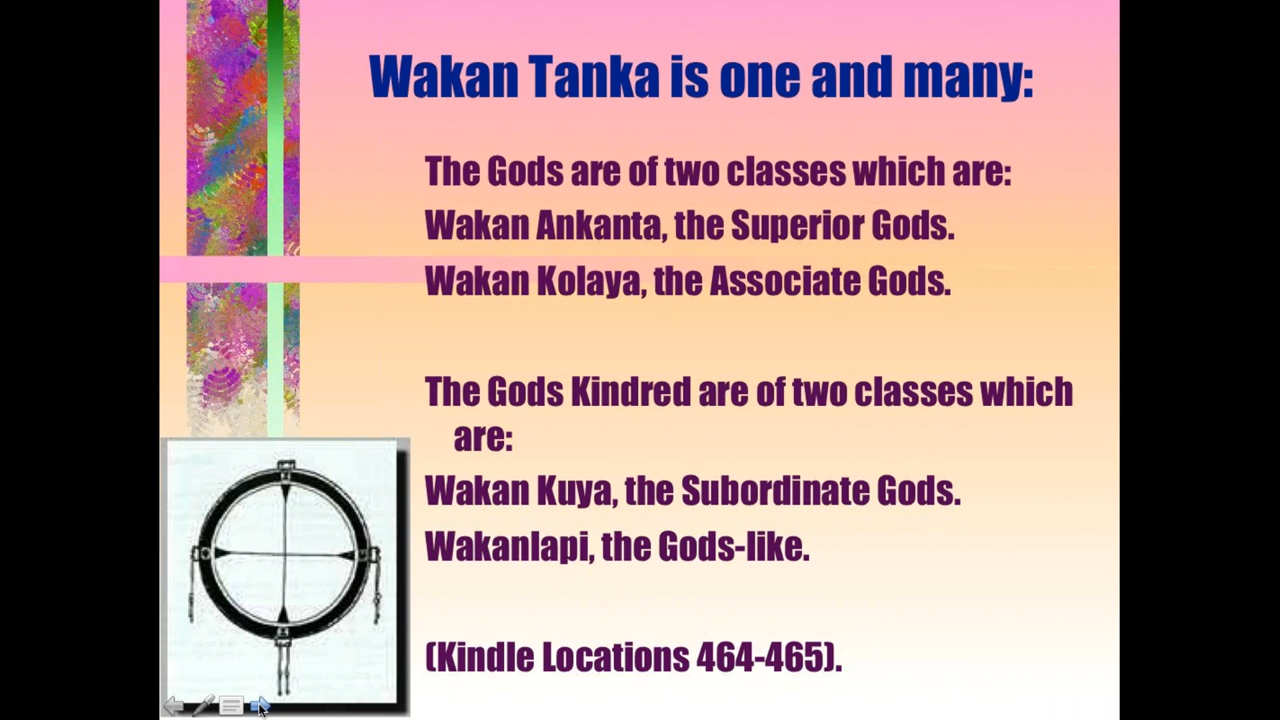 Wakan Tanka is one and many:
The Gods are of two classes which are:
Wakan Ankanta, the Superior Gods.
Wakan Kolaya, the Associate Gods.
The Gods Kindred are of two classes which
are:
Wakan Kuya, the Subordinate Gods.
Wakanlapi, the Gods-like.
(Kindle Locations 464-465).